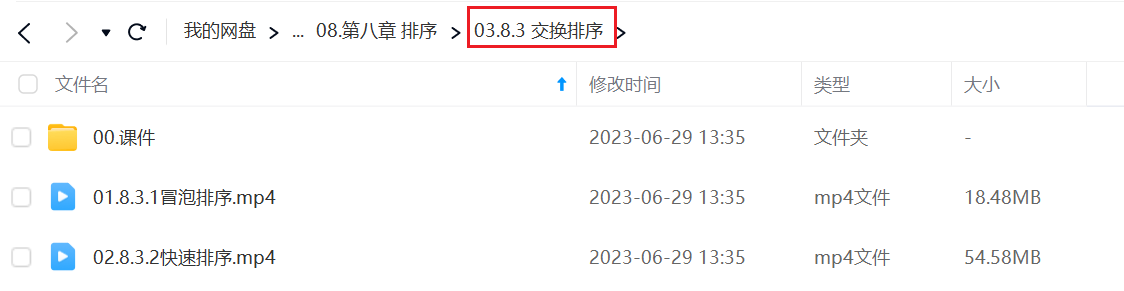 我的网盘 > ... 08.第八章 排序 > 03.8.3 交换排序 >
文件名 修改时间 类型 大小
00.课件 2023-06-29 13:35 文件夹 -
01.8.3.1冒泡排序.mp4 2023-06-29 13:35 mp4文件 18.48MB
02.8.3.2快速排序.mp4 2023-06-29 13:35 mp4文件 54.58MB